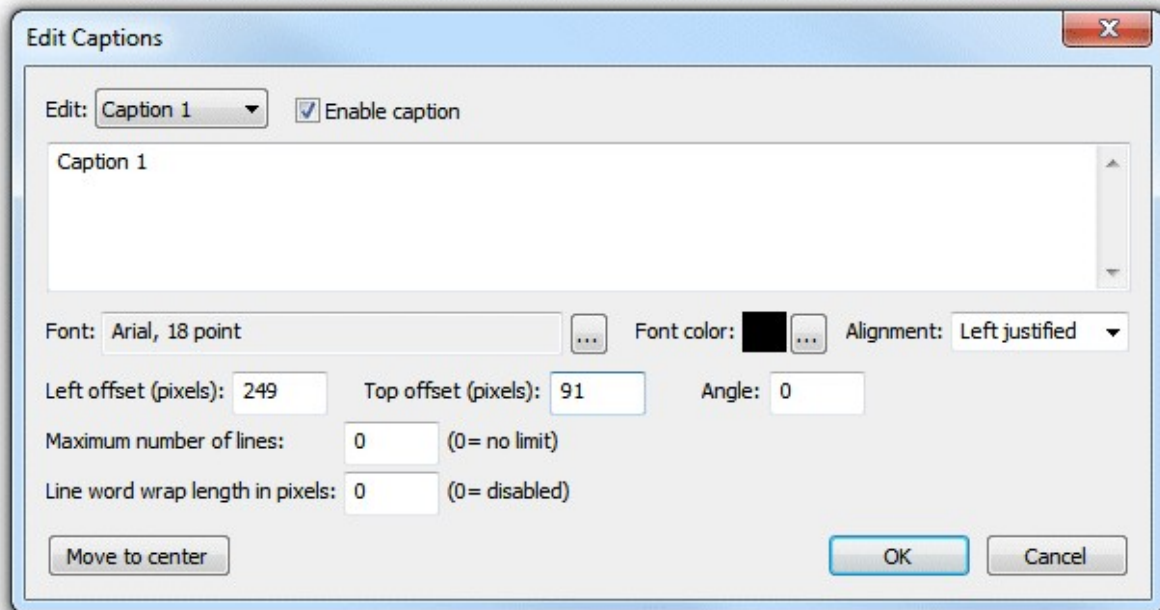 Edit Captions
Edit: Caption 1 Enable caption
Caption 1
Font: Arial, 18 point ... Font color: ... Alignment: Left justified
Left offset (pixels): 249 Top offset (pixels): 91 Angle: 0
Maximum number of lines: 0 (0= no limit)
Line word wrap length in pixels: 0 (0= disabled)
Move to center OK Cancel